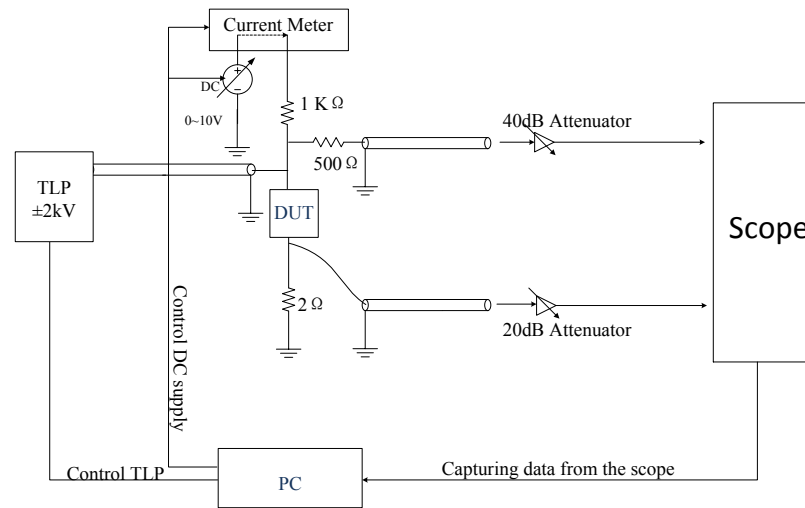 Current Meter
+
−
DC
0~10V
1 K Ω
500 Ω
40dB Attenuator
TLP
±2kV
DUT
Scope
2 Ω
20dB Attenuator
Control DC supply
Control TLP
PC
Capturing data from the scope